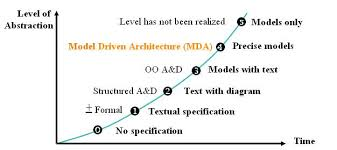 Level of
Abstraction
Level has not been realized 5 Models only
Model Driven Architecture (MDA) 4 Precise models
OO A&D 3 Models with text
Structured A&D 2 Text with diagram
± Formal 1 Textual specification
0 No specification
Time